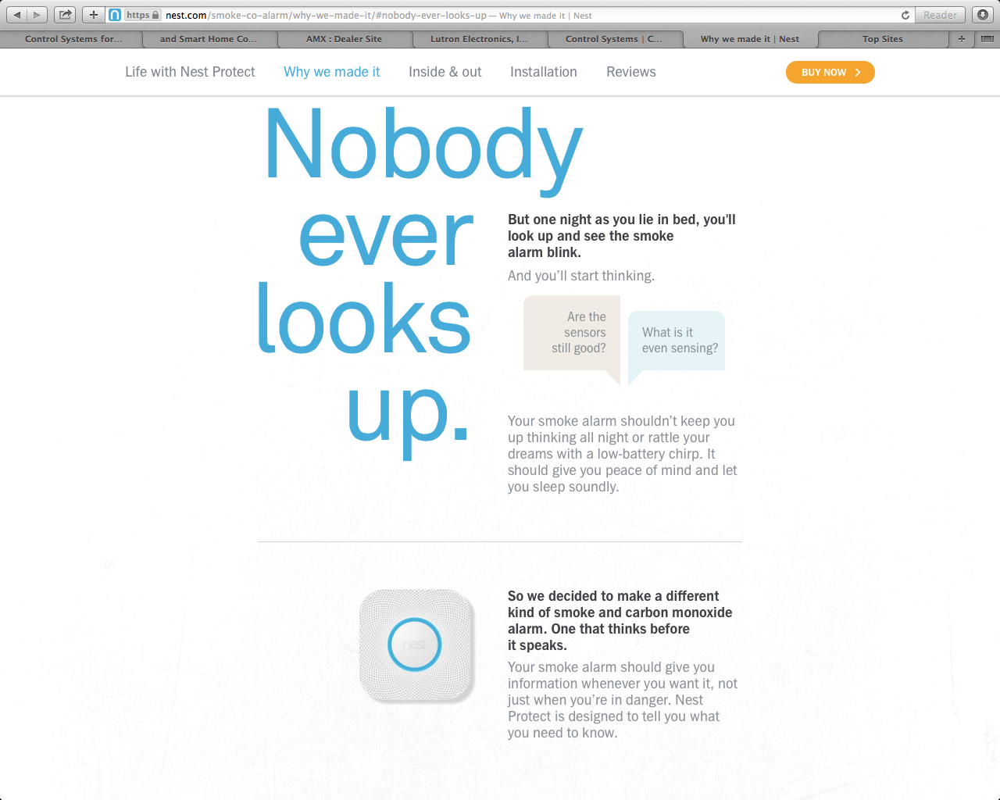 https nest.com/smoke-co-alarm/why-we-made-it/#nobody-ever-looks-up — Why we made it | Nest
Reader
Control Systems for...
and Smart Home Co...
AMX : Dealer Site
Lutron Electronics, I...
Control Systems | C...
Why we made it | Nest
Top Sites
Life with Nest Protect
Why we made it
Inside & out
Installation
Reviews
BUY NOW
Nobody
ever
looks
up.
But one night as you lie in bed, you'll
look up and see the smoke
alarm blink.
And you’ll start thinking.
Are the
sensors
still good?
What is it
even sensing?
Your smoke alarm shouldn’t keep you
up thinking all night or rattle your
dreams with a low-battery chirp. It
should give you peace of mind and let
you sleep soundly.
nest
So we decided to make a different
kind of smoke and carbon monoxide
alarm. One that thinks before
it speaks.
Your smoke alarm should give you
information whenever you want it, not
just when you’re in danger. Nest
Protect is designed to tell you what
you need to know.